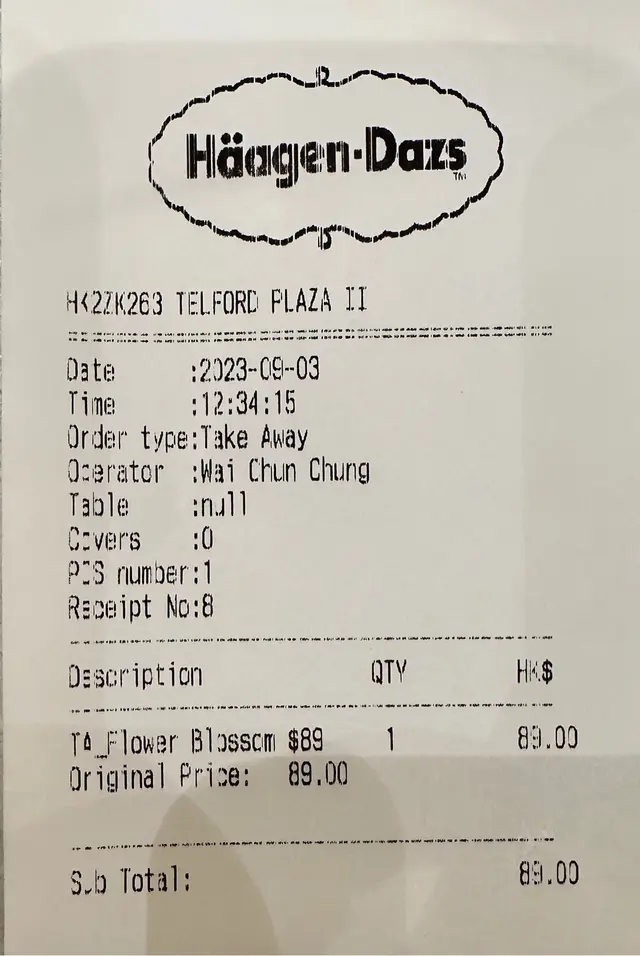 Häagen-Dazs TM
HK2ZK263 TELFORD PLAZA II
Date :2023-09-03
Time :12:34:15
Order type:Take Away
Operator :Wai Chun Chung
Table :null
Covers :0
POS number:1
Receipt No:8
Description QTY HK$
TA_Flower Blossom $89 1 89.00
Original Price: 89.00
Sub Total: 89.00